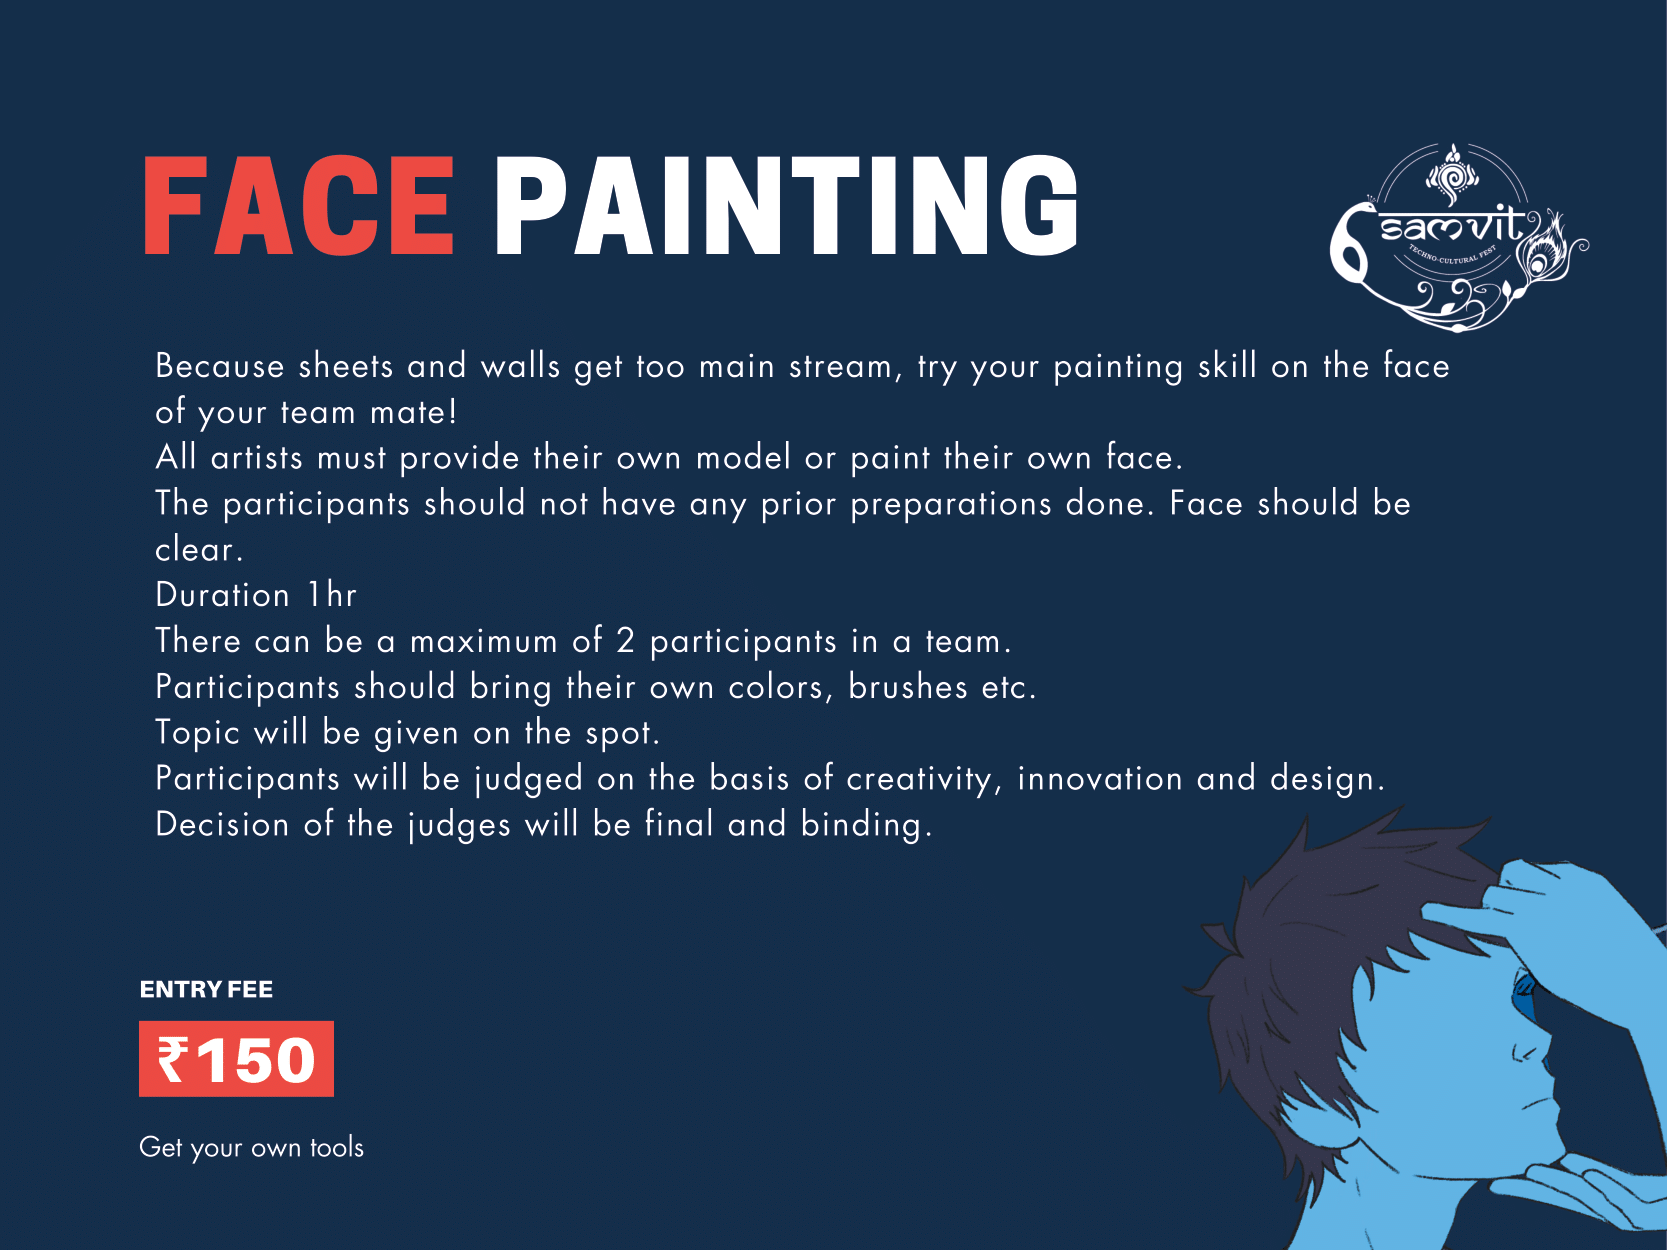 FACE PAINTING
samvit
TECHNO-CULTURAL FEST
Because sheets and walls get too main stream, try your painting skill on the face
of your team mate!
All artists must provide their own model or paint their own face.
The participants should not have any prior preparations done. Face should be
clear.
Duration 1hr
There can be a maximum of 2 participants in a team.
Participants should bring their own colors, brushes etc.
Topic will be given on the spot.
Participants will be judged on the basis of creativity, innovation and design.
Decision of the judges will be final and binding.
ENTRY FEE
₹150
Get your own tools